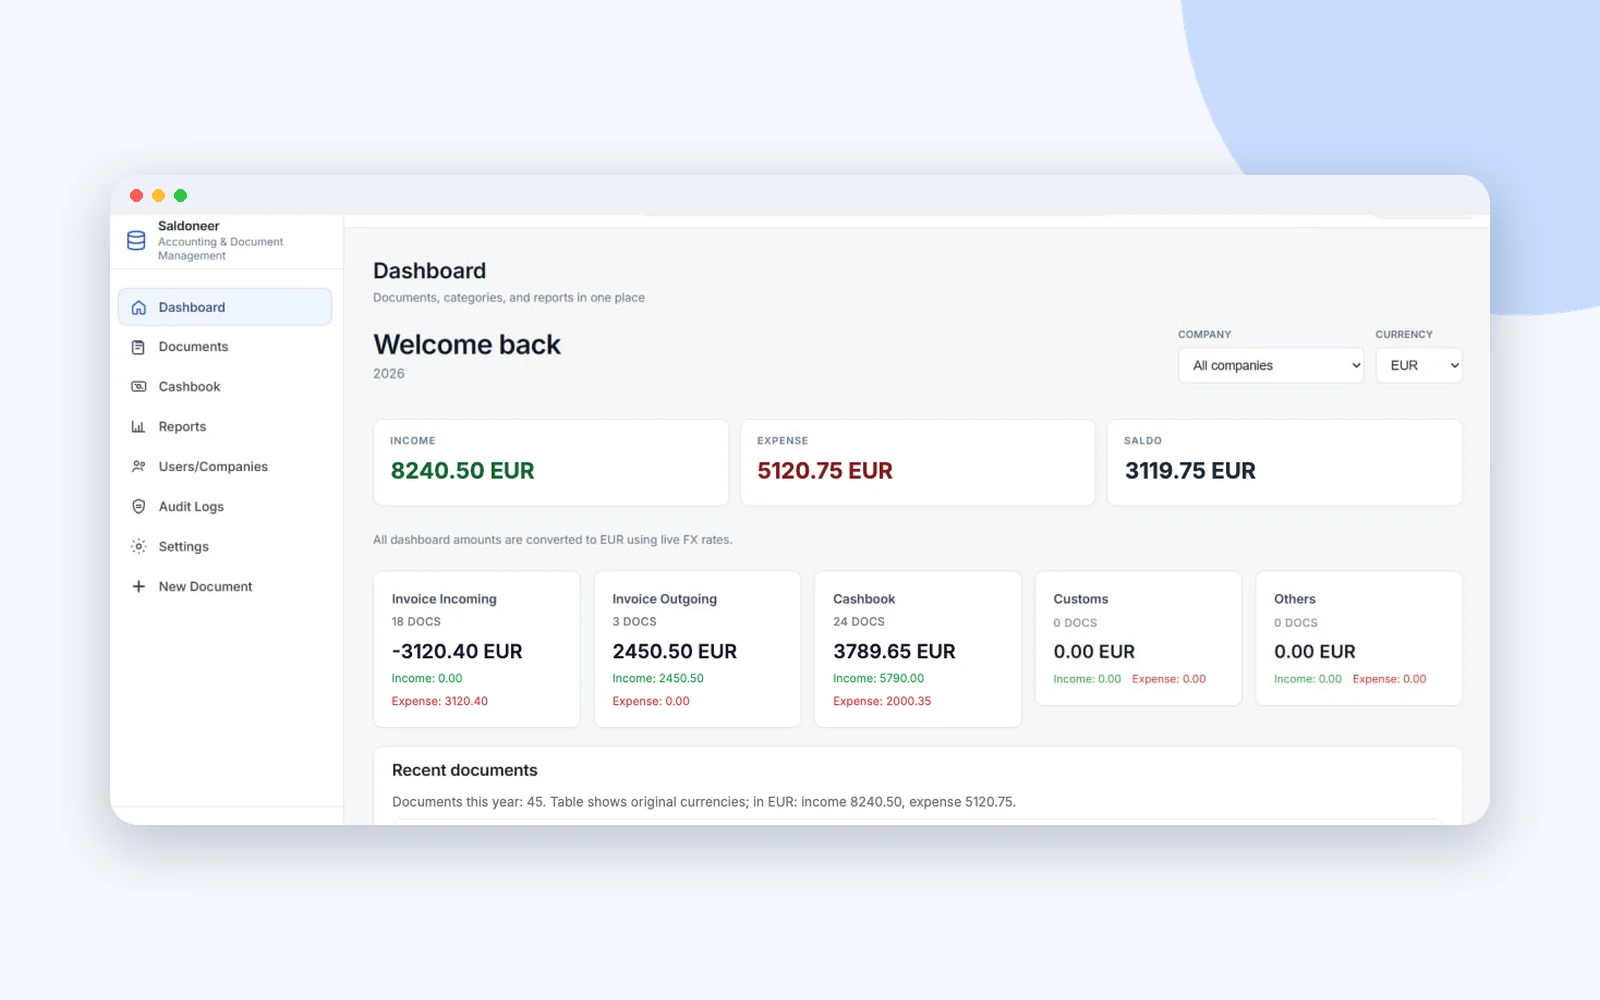 Saldoneer
Accounting & Document
Management
Dashboard
Documents
Cashbook
Reports
Users/Companies
Audit Logs
Settings
New Document
Dashboard
Documents, categories, and reports in one place
Welcome back
2026
COMPANY
All companies
CURRENCY
EUR
INCOME
8240.50 EUR
EXPENSE
5120.75 EUR
SALDO
3119.75 EUR
All dashboard amounts are converted to EUR using live FX rates.
Invoice Incoming
18 DOCS
-3120.40 EUR
Income: 0.00
Expense: 3120.40
Invoice Outgoing
3 DOCS
2450.50 EUR
Income: 2450.50
Expense: 0.00
Cashbook
24 DOCS
3789.65 EUR
Income: 5790.00
Expense: 2000.35
Customs
0 DOCS
0.00 EUR
Income: 0.00 Expense: 0.00
Others
0 DOCS
0.00 EUR
Income: 0.00 Expense: 0.00
Recent documents
Documents this year: 45. Table shows original currencies; in EUR: income 8240.50, expense 5120.75.